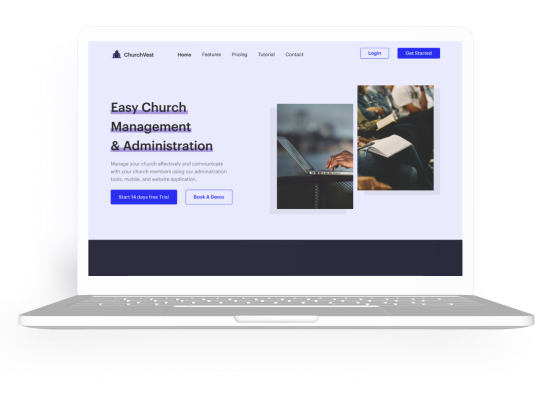 ChurchVest
Home Features Pricing Tutorial Contact
Login
Get Started
Easy Church
Management
& Administration
Manage your church effectively and communicate
with your church members using our administration
tools, mobile, and website application.
Start 14 days free Trial
Book A Demo